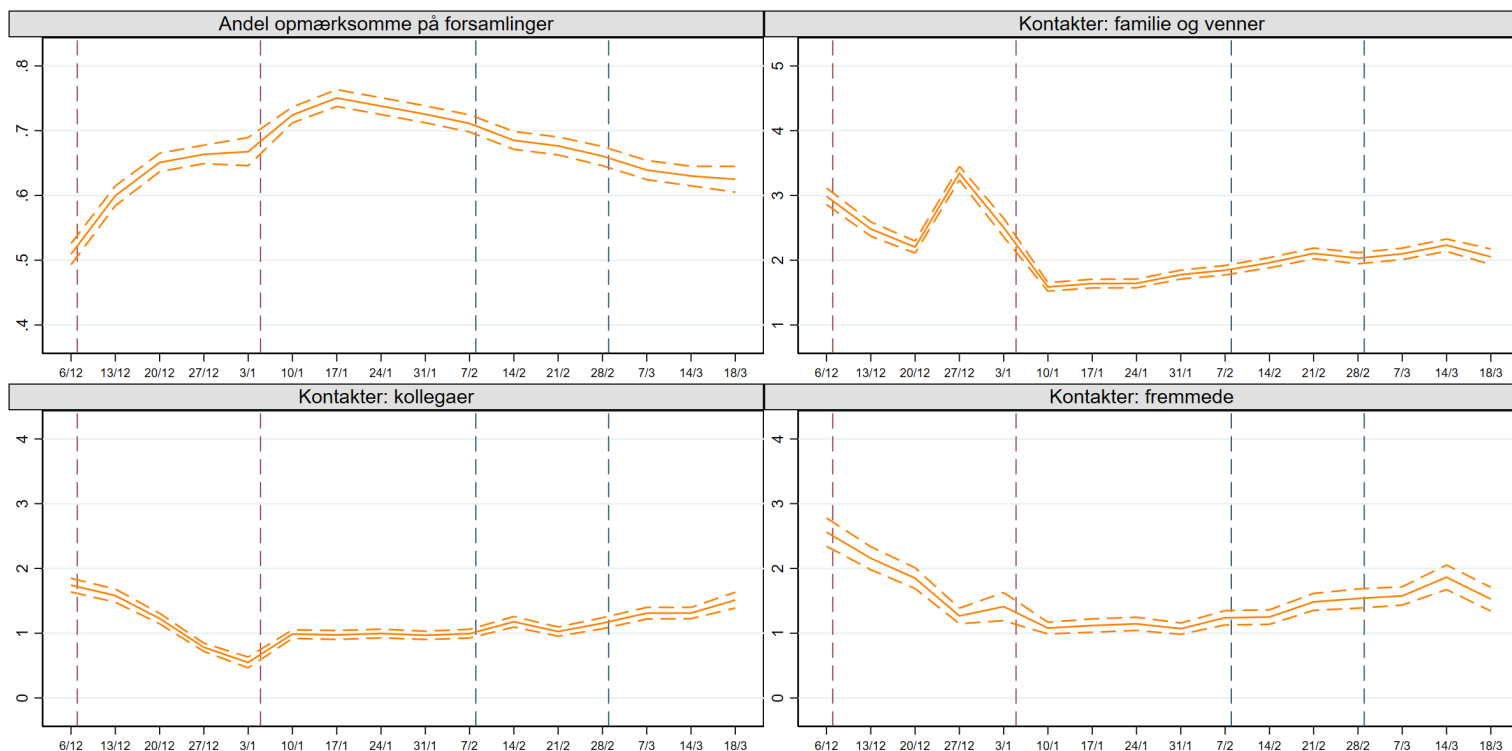 Andel opmærksomme på forsamlinger
.8
.7
.6
.5
.4
6/12 13/12 20/12 27/12 3/1 10/1 17/1 24/1 31/1 7/2 14/2 21/2 28/2 7/3 14/3 18/3
Kontakter: familie og venner
5
4
3
2
1
6/12 13/12 20/12 27/12 3/1 10/1 17/1 24/1 31/1 7/2 14/2 21/2 28/2 7/3 14/3 18/3
Kontakter: kollegaer
4
3
2
1
0
6/12 13/12 20/12 27/12 3/1 10/1 17/1 24/1 31/1 7/2 14/2 21/2 28/2 7/3 14/3 18/3
Kontakter: fremmede
4
3
2
1
0
6/12 13/12 20/12 27/12 3/1 10/1 17/1 24/1 31/1 7/2 14/2 21/2 28/2 7/3 14/3 18/3